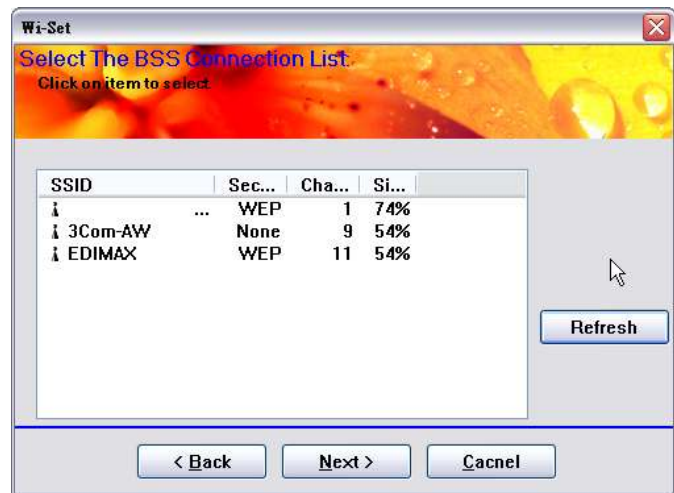 Wi-Set
Select The BSS Connection List:
Click on item to select
SSID Sec... Cha... Si...
... WEP 1 74%
3Com-AW None 9 54%
EDIMAX WEP 11 54%
Refresh
< Back Next > Cacnel